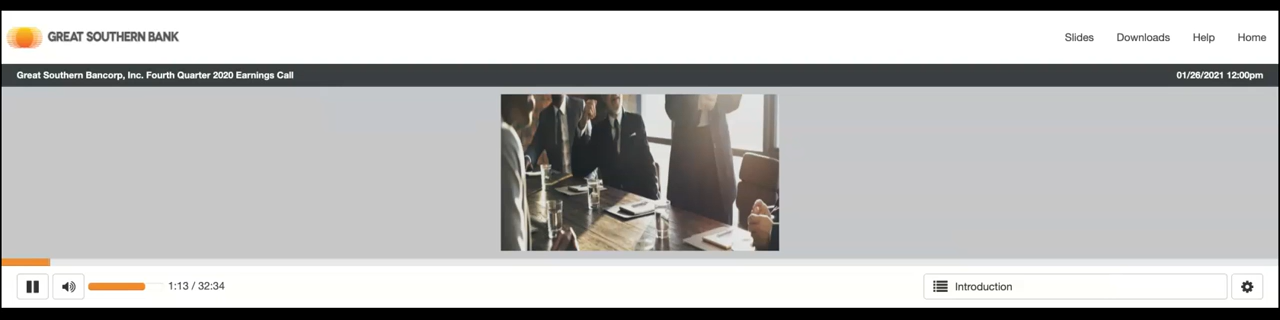 GREAT SOUTHERN BANK
Slides Downloads Help Home
Great Southern Bancorp, Inc. Fourth Quarter 2020 Earnings Call 01/26/2021 12:00pm
1:13 / 32:34 Introduction